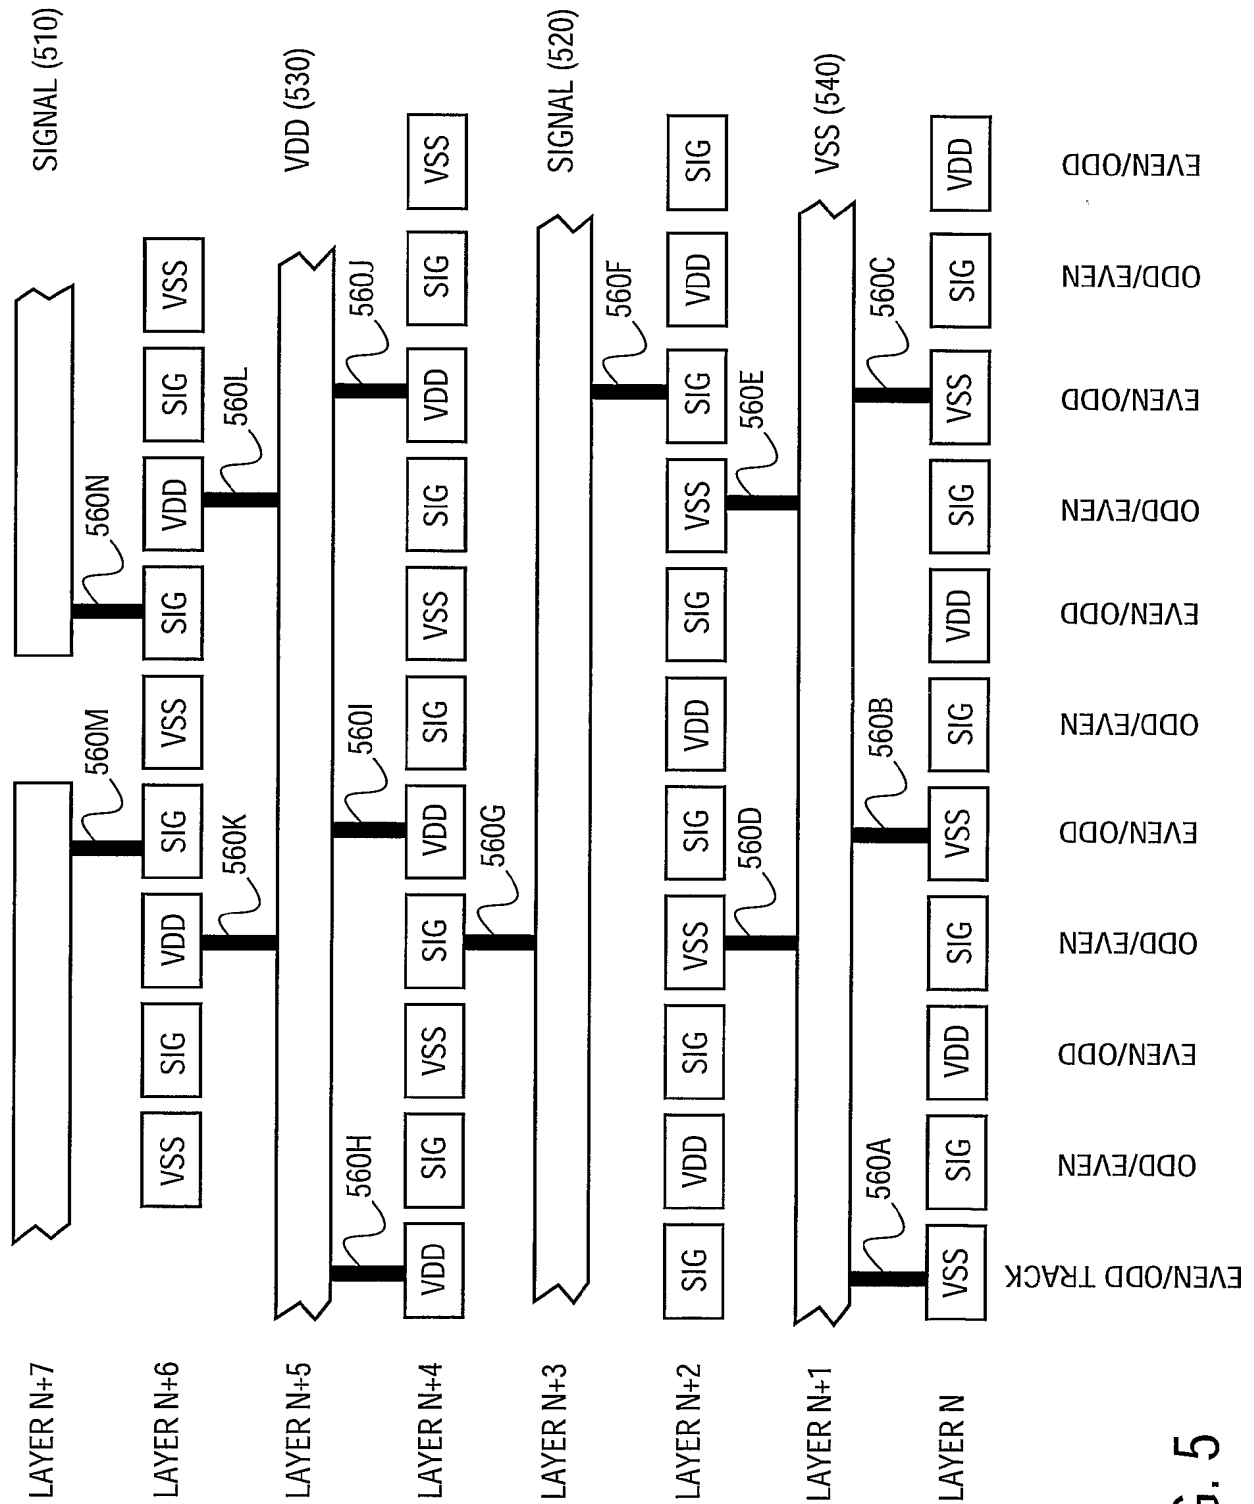 LAYER N+7 SIGNAL (510)
560M 560N
LAYER N+6 VSS SIG VDD SIG VSS SIG VDD SIG VSS
560K 560L
LAYER N+5 VDD (530)
560H 560I 560J
LAYER N+4 VDD SIG VSS SIG VDD SIG VSS SIG VDD SIG VSS
560G
LAYER N+3 SIGNAL (520)
560F
LAYER N+2 SIG VDD SIG VSS SIG VDD SIG VSS SIG VDD SIG
560D 560E
LAYER N+1 VSS (540)
560A 560B 560C
LAYER N VSS SIG VDD SIG VSS SIG VDD SIG VSS SIG VDD
EVEN/ODD TRACK
ODD/EVEN
EVEN/ODD
ODD/EVEN
EVEN/ODD
ODD/EVEN
EVEN/ODD
ODD/EVEN
EVEN/ODD
ODD/EVEN
EVEN/ODD
G. 5